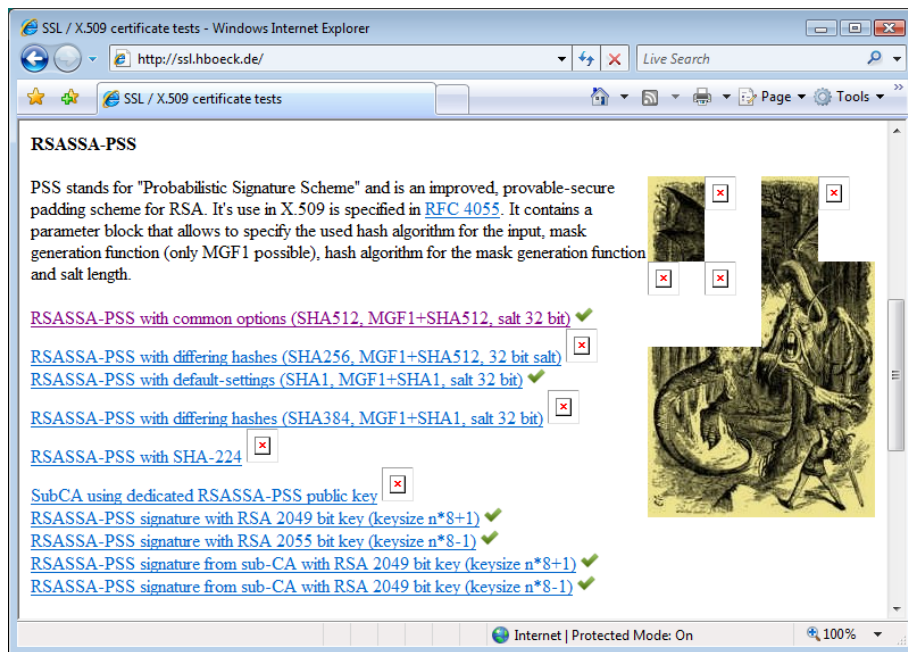 SSL / X.509 certificate tests - Windows Internet Explorer
http://ssl.hboeck.de/
Live Search
SSL / X.509 certificate tests
Page
Tools
RSASSA-PSS
PSS stands for "Probabilistic Signature Scheme" and is an improved, provable-secure
padding scheme for RSA. It's use in X.509 is specified in RFC 4055. It contains a
parameter block that allows to specify the used hash algorithm for the input, mask
generation function (only MGF1 possible), hash algorithm for the mask generation function
and salt length.
RSASSA-PSS with common options (SHA512, MGF1+SHA512, salt 32 bit)
RSASSA-PSS with differing hashes (SHA256, MGF1+SHA512, 32 bit salt)
RSASSA-PSS with default-settings (SHA1, MGF1+SHA1, salt 32 bit)
RSASSA-PSS with differing hashes (SHA384, MGF1+SHA1, salt 32 bit)
RSASSA-PSS with SHA-224
SubCA using dedicated RSASSA-PSS public key
RSASSA-PSS signature with RSA 2049 bit key (keysize n*8+1)
RSASSA-PSS signature with RSA 2055 bit key (keysize n*8-1)
RSASSA-PSS signature from sub-CA with RSA 2049 bit key (keysize n*8+1)
RSASSA-PSS signature from sub-CA with RSA 2049 bit key (keysize n*8-1)
Internet | Protected Mode: On
100%